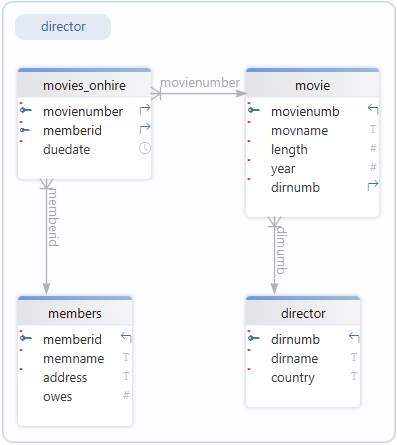 director
movies_onhire
movienumber
memberid
duedate
movienumber
movie
movienumb
movname
T
length
#
year
#
dirnumb
memberid
dirnumb
members
memberid
memname
T
address
T
owes
#
director
dirnumb
dirname
T
country
T